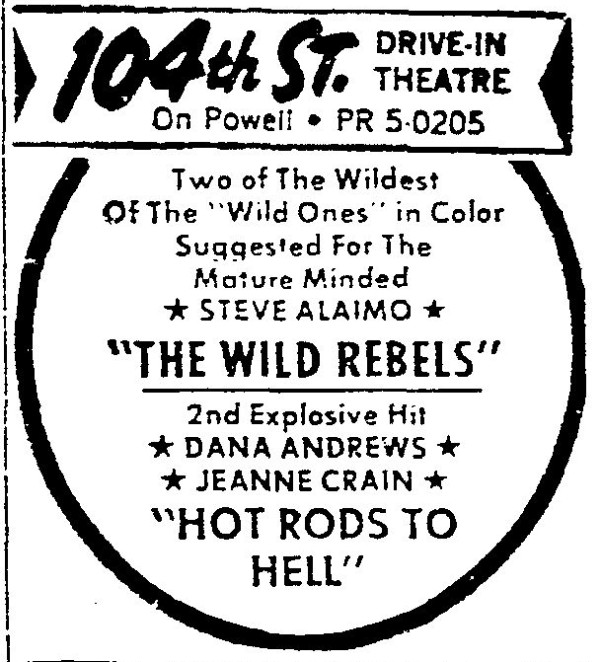 104th ST. DRIVE-IN THEATRE
On Powell • PR 5-0205
Two of The Wildest
Of The "Wild Ones" in Color
Suggested For The
Mature Minded
★ STEVE ALAIMO ★
"THE WILD REBELS"
2nd Explosive Hit
★ DANA ANDREWS ★
★ JEANNE CRAIN ★
"HOT RODS TO
HELL"